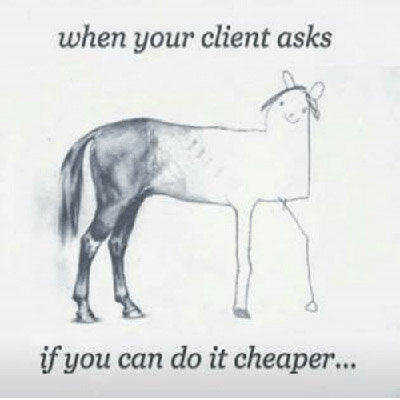 when your client asks
if you can do it cheaper...